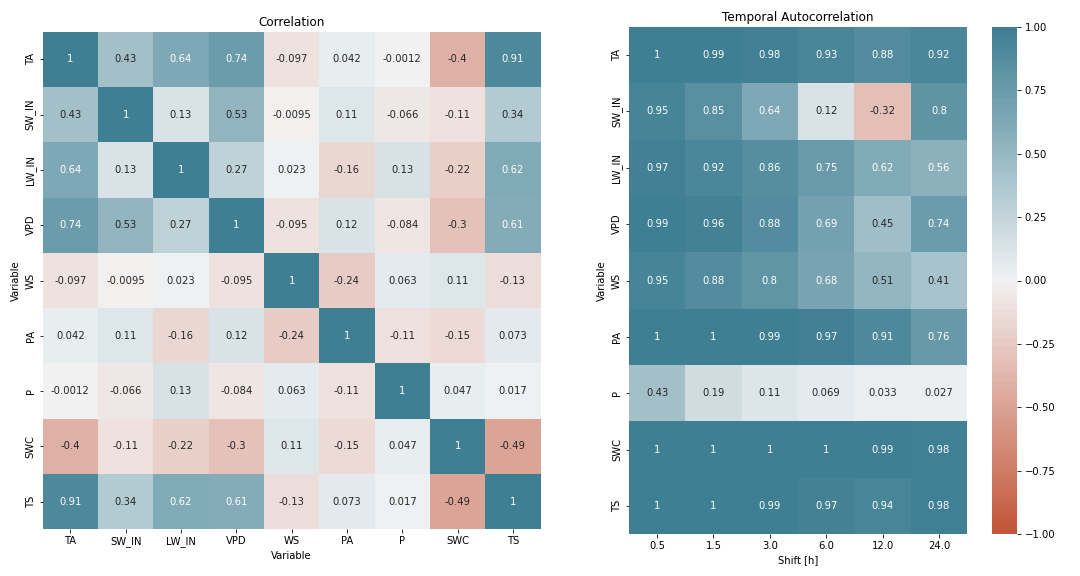 Correlation
TA 1 0.43 0.64 0.74 -0.097 0.042 -0.0012 -0.4 0.91
SW_IN 0.43 1 0.13 0.53 -0.0095 0.11 -0.066 -0.11 0.34
LW_IN 0.64 0.13 1 0.27 0.023 -0.16 0.13 -0.22 0.62
VPD 0.74 0.53 0.27 1 -0.095 0.12 -0.084 -0.3 0.61
Variable
WS -0.097 -0.0095 0.023 -0.095 1 -0.24 0.063 0.11 -0.13
PA 0.042 0.11 -0.16 0.12 -0.24 1 -0.11 -0.15 0.073
P -0.0012 -0.066 0.13 -0.084 0.063 -0.11 1 0.047 0.017
SWC -0.4 -0.11 -0.22 -0.3 0.11 -0.15 0.047 1 -0.49
TS 0.91 0.34 0.62 0.61 -0.13 0.073 0.017 -0.49 1
TA SW_IN LW_IN VPD WS PA P SWC TS
Variable
Temporal Autocorrelation
TA 1 0.99 0.98 0.93 0.88 0.92
SW_IN 0.95 0.85 0.64 0.12 -0.32 0.8
LW_IN 0.97 0.92 0.86 0.75 0.62 0.56
VPD 0.99 0.96 0.88 0.69 0.45 0.74
Variable
WS 0.95 0.88 0.8 0.68 0.51 0.41
PA 1 1 0.99 0.97 0.91 0.76
P 0.43 0.19 0.11 0.069 0.033 0.027
SWC 1 1 1 1 0.99 0.98
TS 1 1 0.99 0.97 0.94 0.98
0.5 1.5 3.0 6.0 12.0 24.0
Shift [h]
1.00
0.75
0.50
0.25
0.00
−0.25
−0.50
−0.75
−1.00